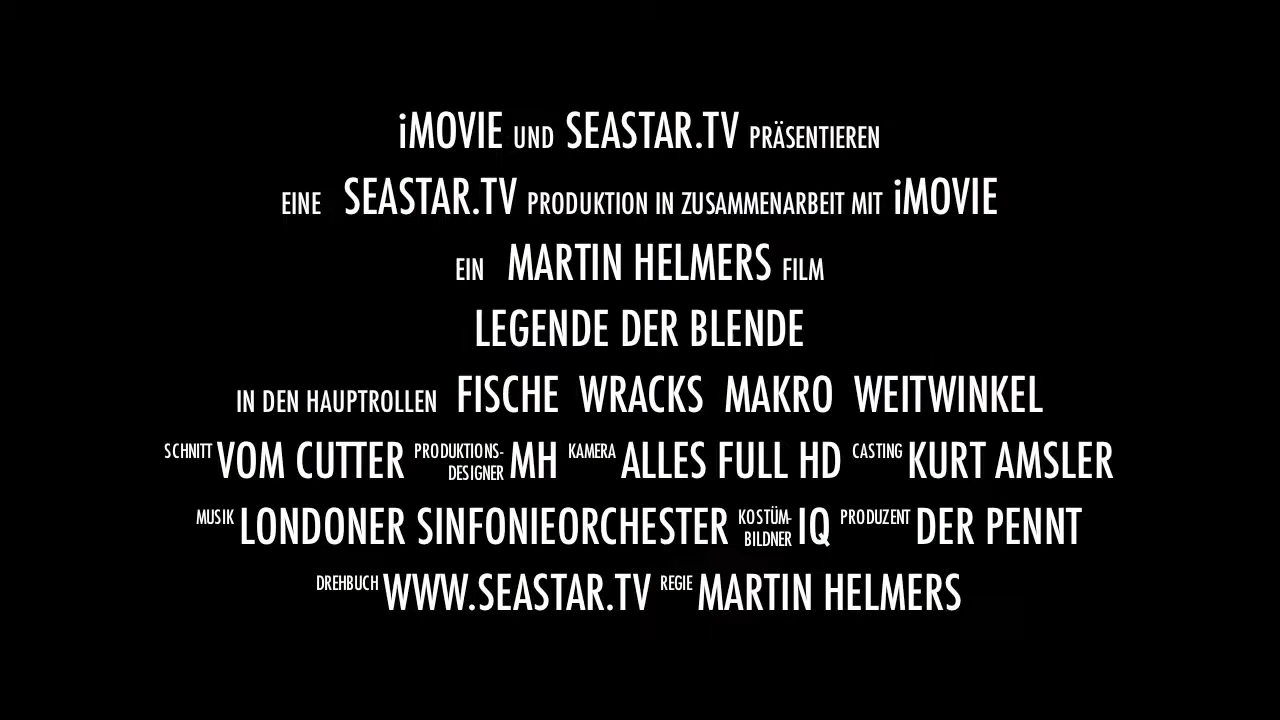 iMOVIE UND SEASTAR.TV PRÄSENTIEREN
EINE SEASTAR.TV PRODUKTION IN ZUSAMMENARBEIT MIT iMOVIE
EIN MARTIN HELMERS FILM
LEGENDE DER BLENDE
IN DEN HAUPTROLLEN FISCHE WRACKS MAKRO WEITWINKEL
SCHNITT VOM CUTTER PRODUKTIONS-DESIGNER MH KAMERA ALLES FULL HD CASTING KURT AMSLER
MUSIK LONDONER SINFONIEORCHESTER KOSTÜM-BILDNER IQ PRODUZENT DER PENNT
DREHBUCH WWW.SEASTAR.TV REGIE MARTIN HELMERS